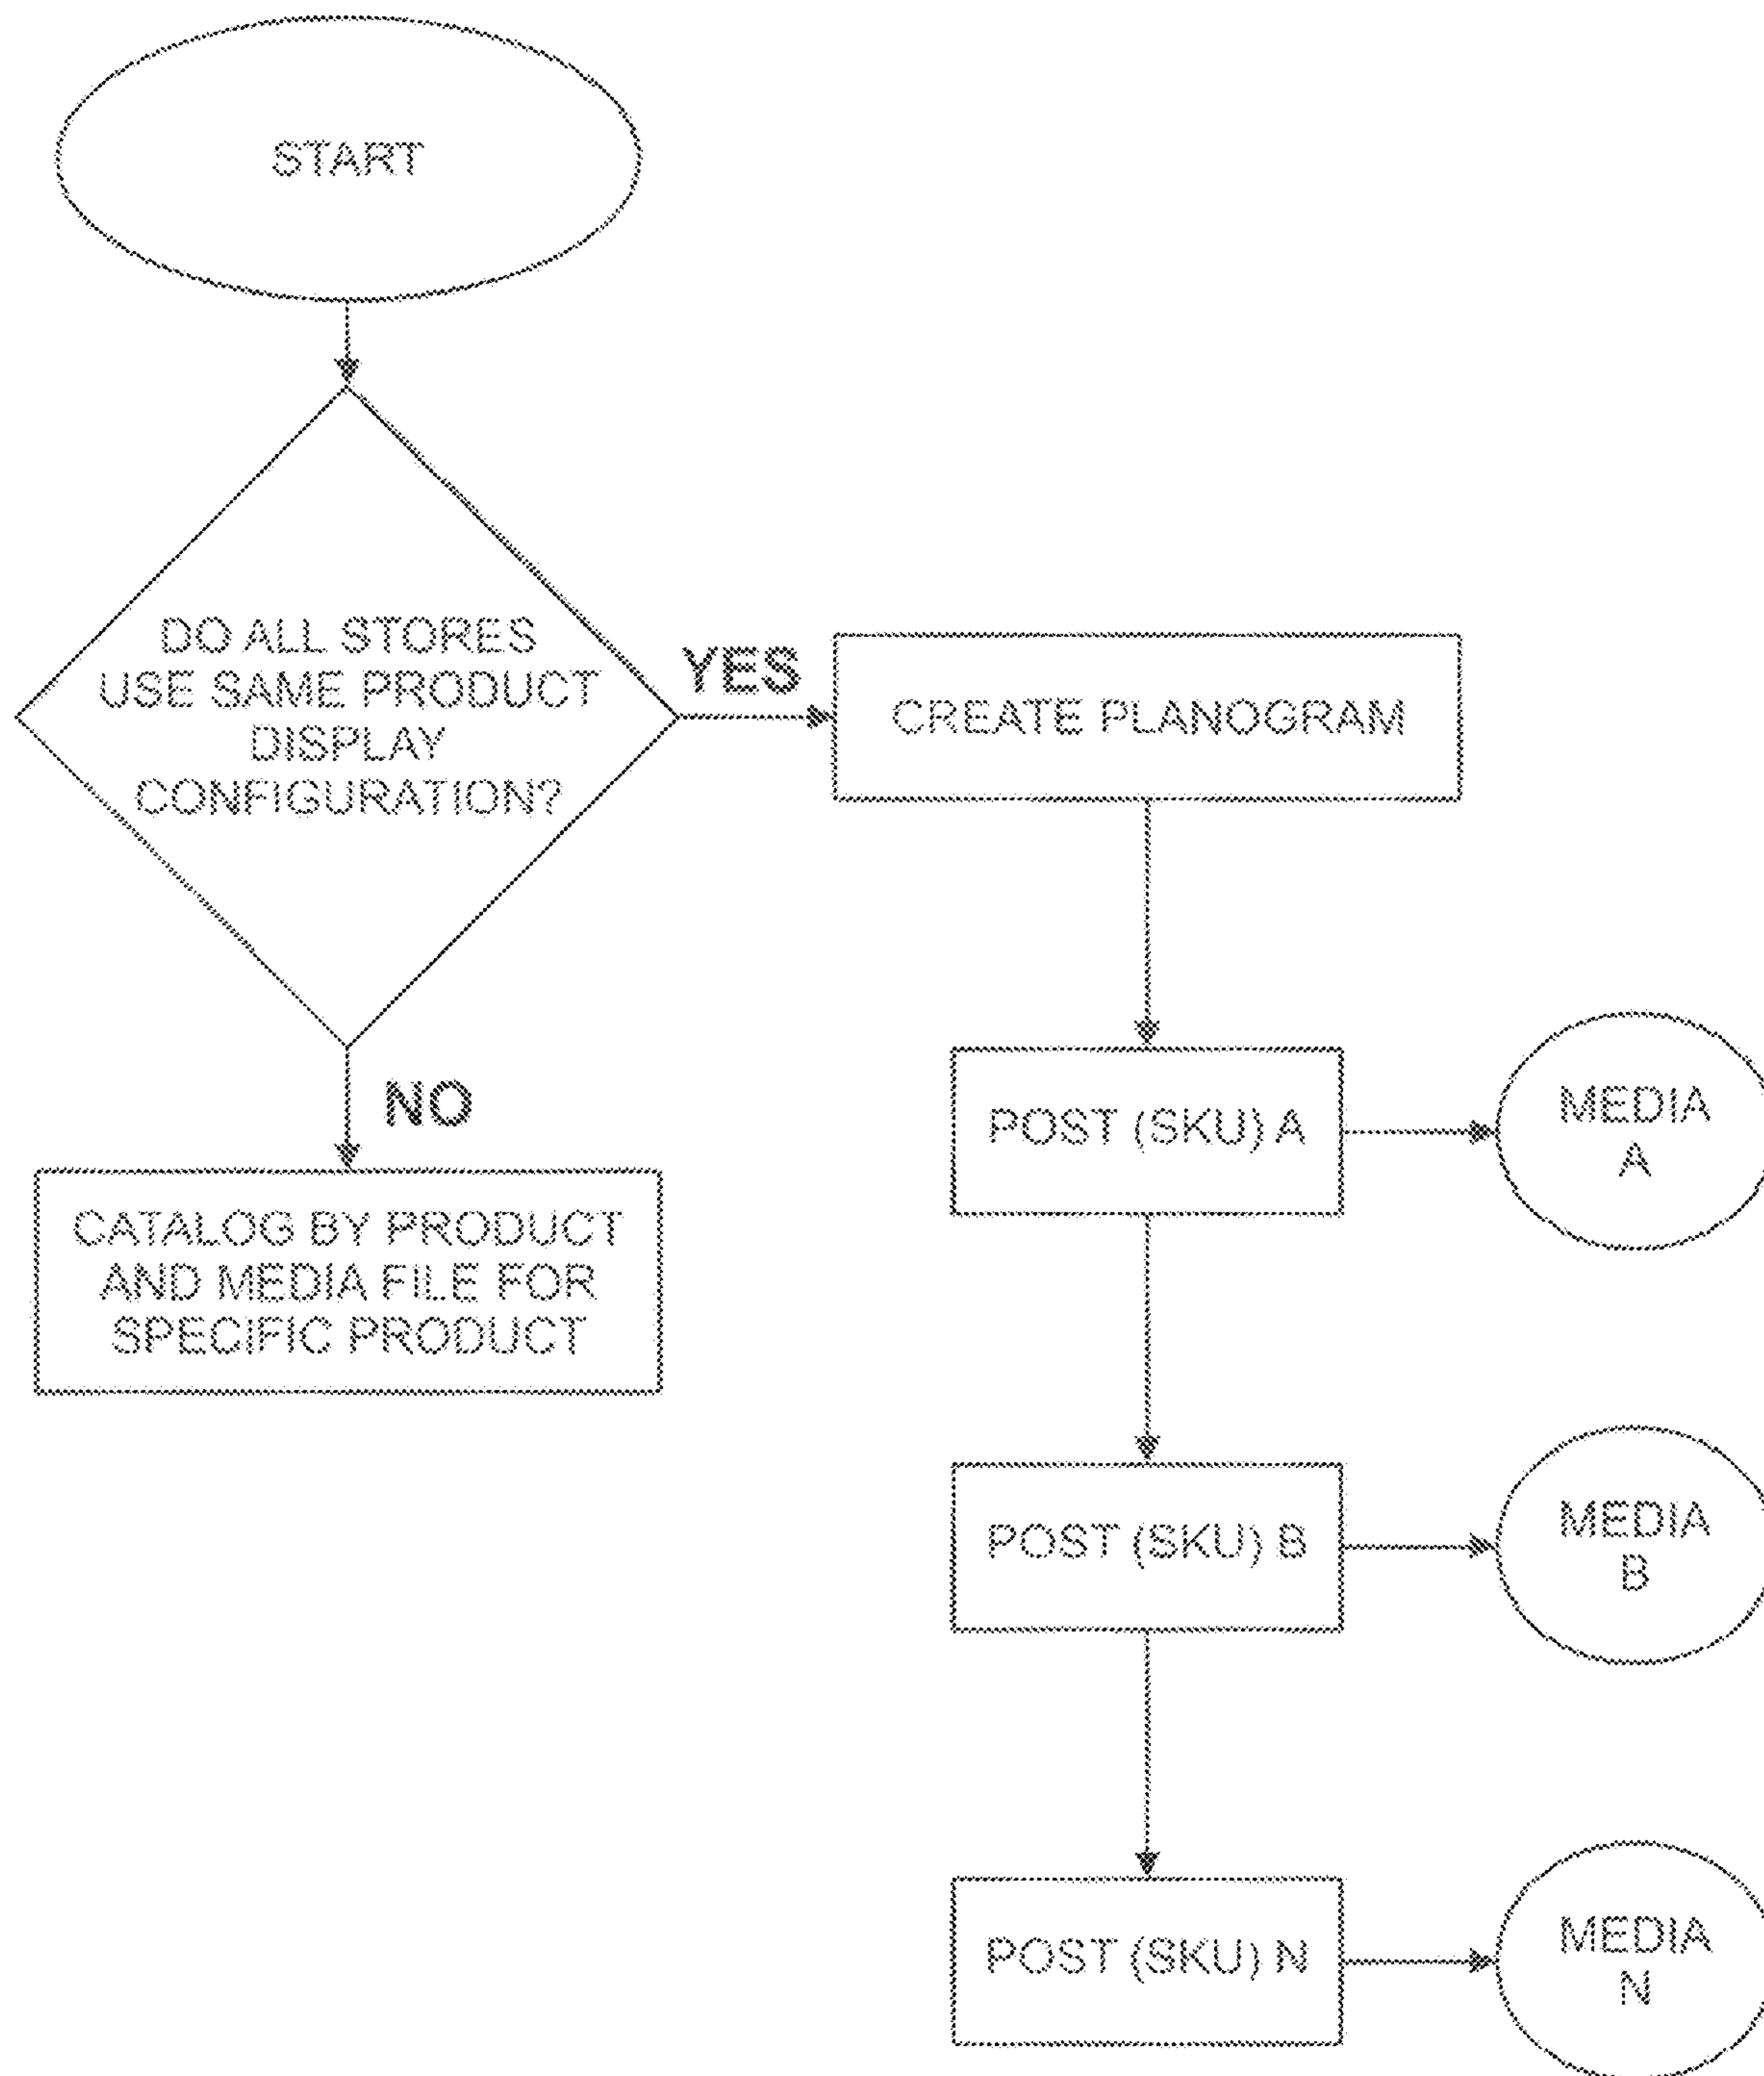 START
DO ALL STORES
USE SAME PRODUCT
DISPLAY
CONFIGURATION?
YES
CREATE PLANOGRAM
NO
CATALOG BY PRODUCT
AND MEDIA FILE FOR
SPECIFIC PRODUCT
POST (SKU) A
MEDIA
A
POST (SKU) B
MEDIA
B
POST (SKU) N
MEDIA
N